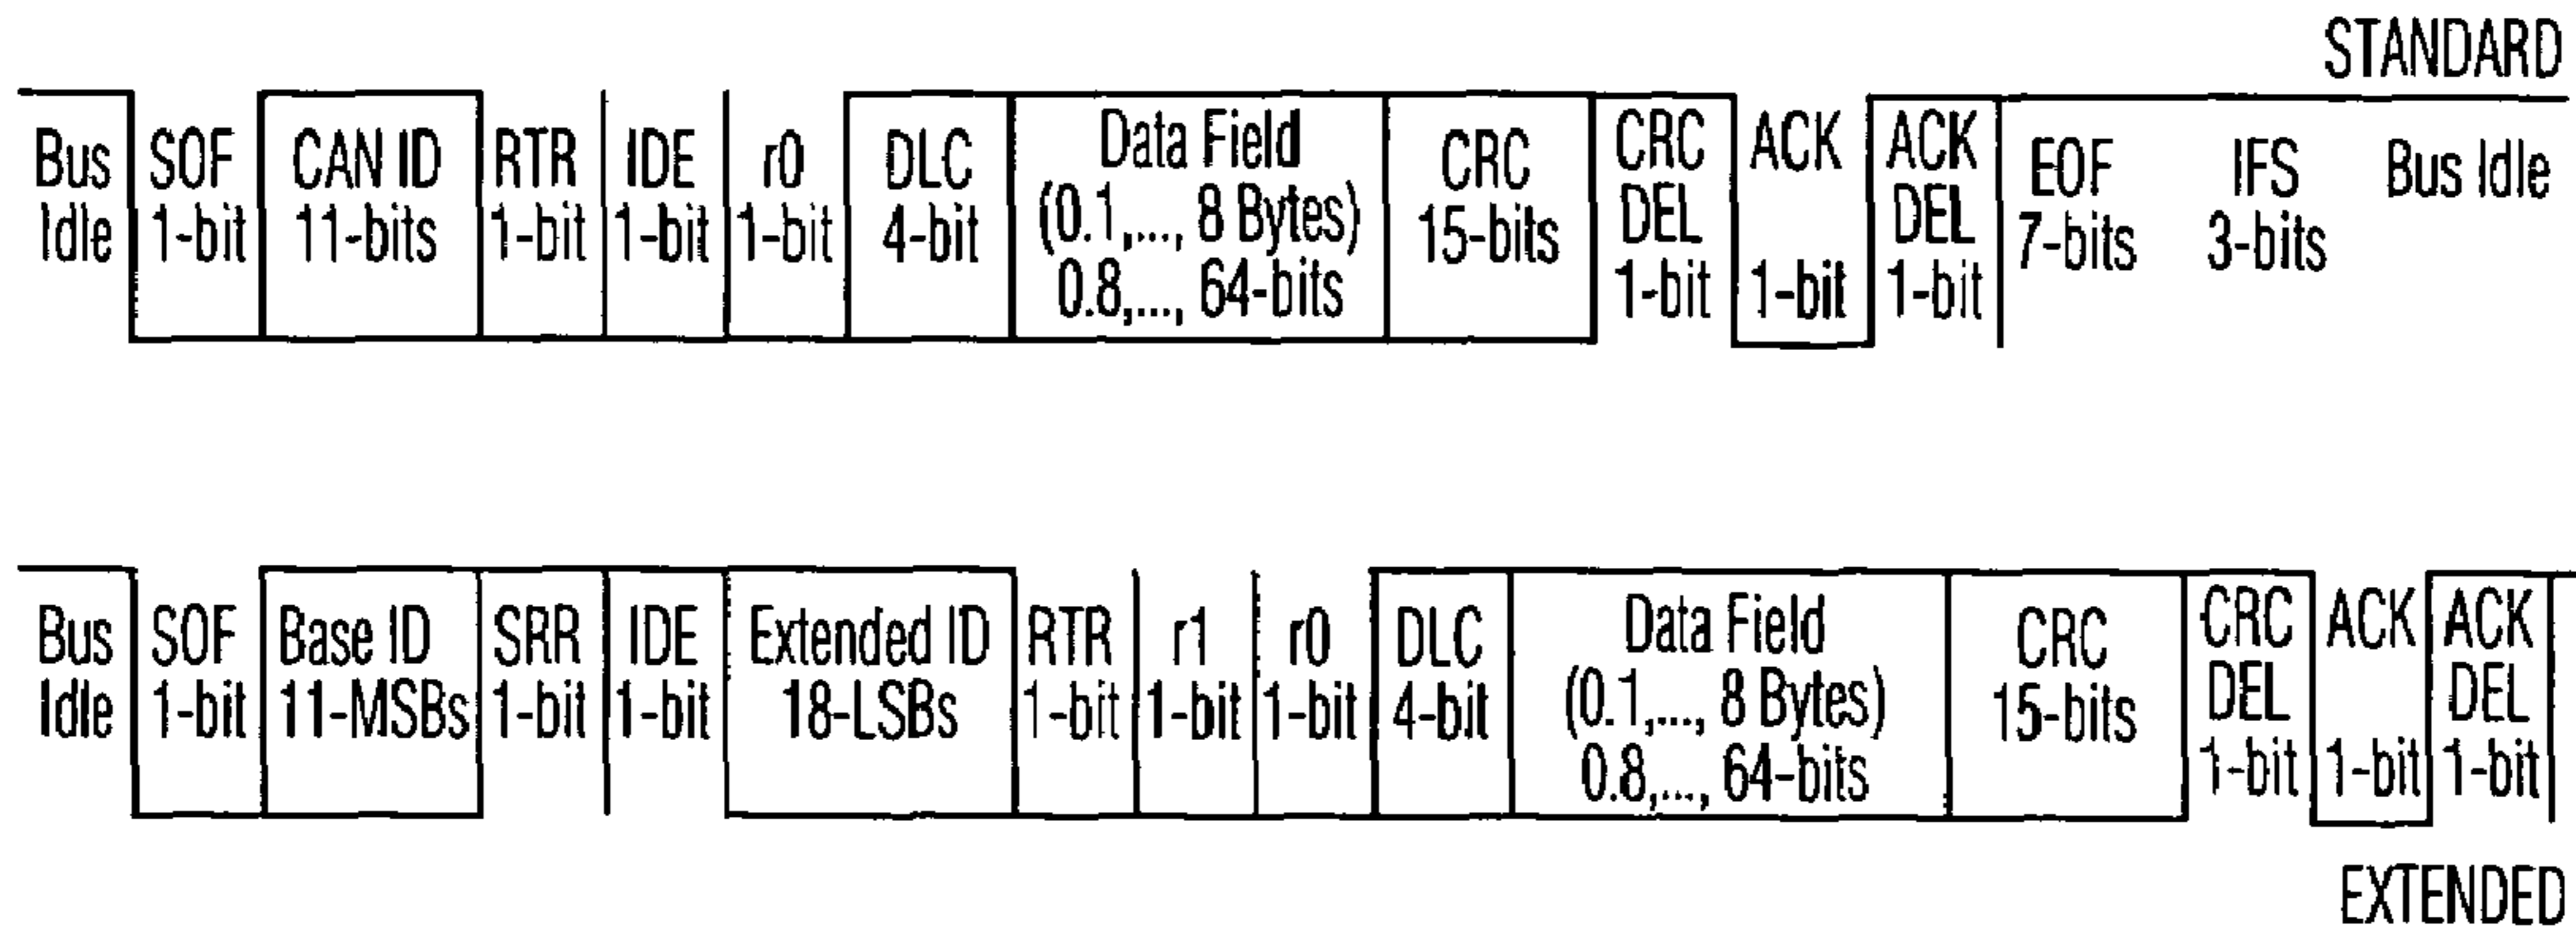 STANDARD
Bus Idle
SOF
1-bit
CAN ID
11-bits
RTR
1-bit
IDE
1-bit
r0
1-bit
DLC
4-bit
Data Field
(0.1,..., 8 Bytes)
0.8,..., 64-bits
CRC
15-bits
CRC
DEL
1-bit
ACK
1-bit
ACK
DEL
1-bit
EOF
7-bits
IFS
3-bits
Bus Idle
Bus
Idle
SOF
1-bit
Base ID
11-MSBs
SRR
1-bit
IDE
1-bit
Extended ID
18-LSBs
RTR
1-bit
r1
1-bit
r0
1-bit
DLC
4-bit
Data Field
(0.1,..., 8 Bytes)
0.8,..., 64-bits
CRC
15-bits
CRC
DEL
1-bit
ACK
1-bit
ACK
DEL
1-bit
EXTENDED